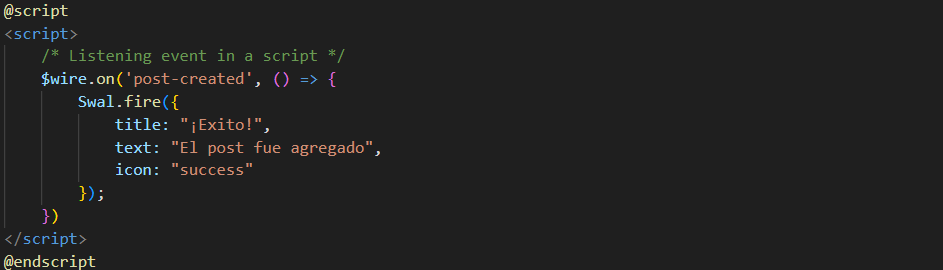 @script
<script>
/* Listening event in a script */
$wire.on('post-created', () => {
Swal.fire({
title: "¡Exito!",
text: "El post fue agregado",
icon: "success"
});
})
</script>
@endscript